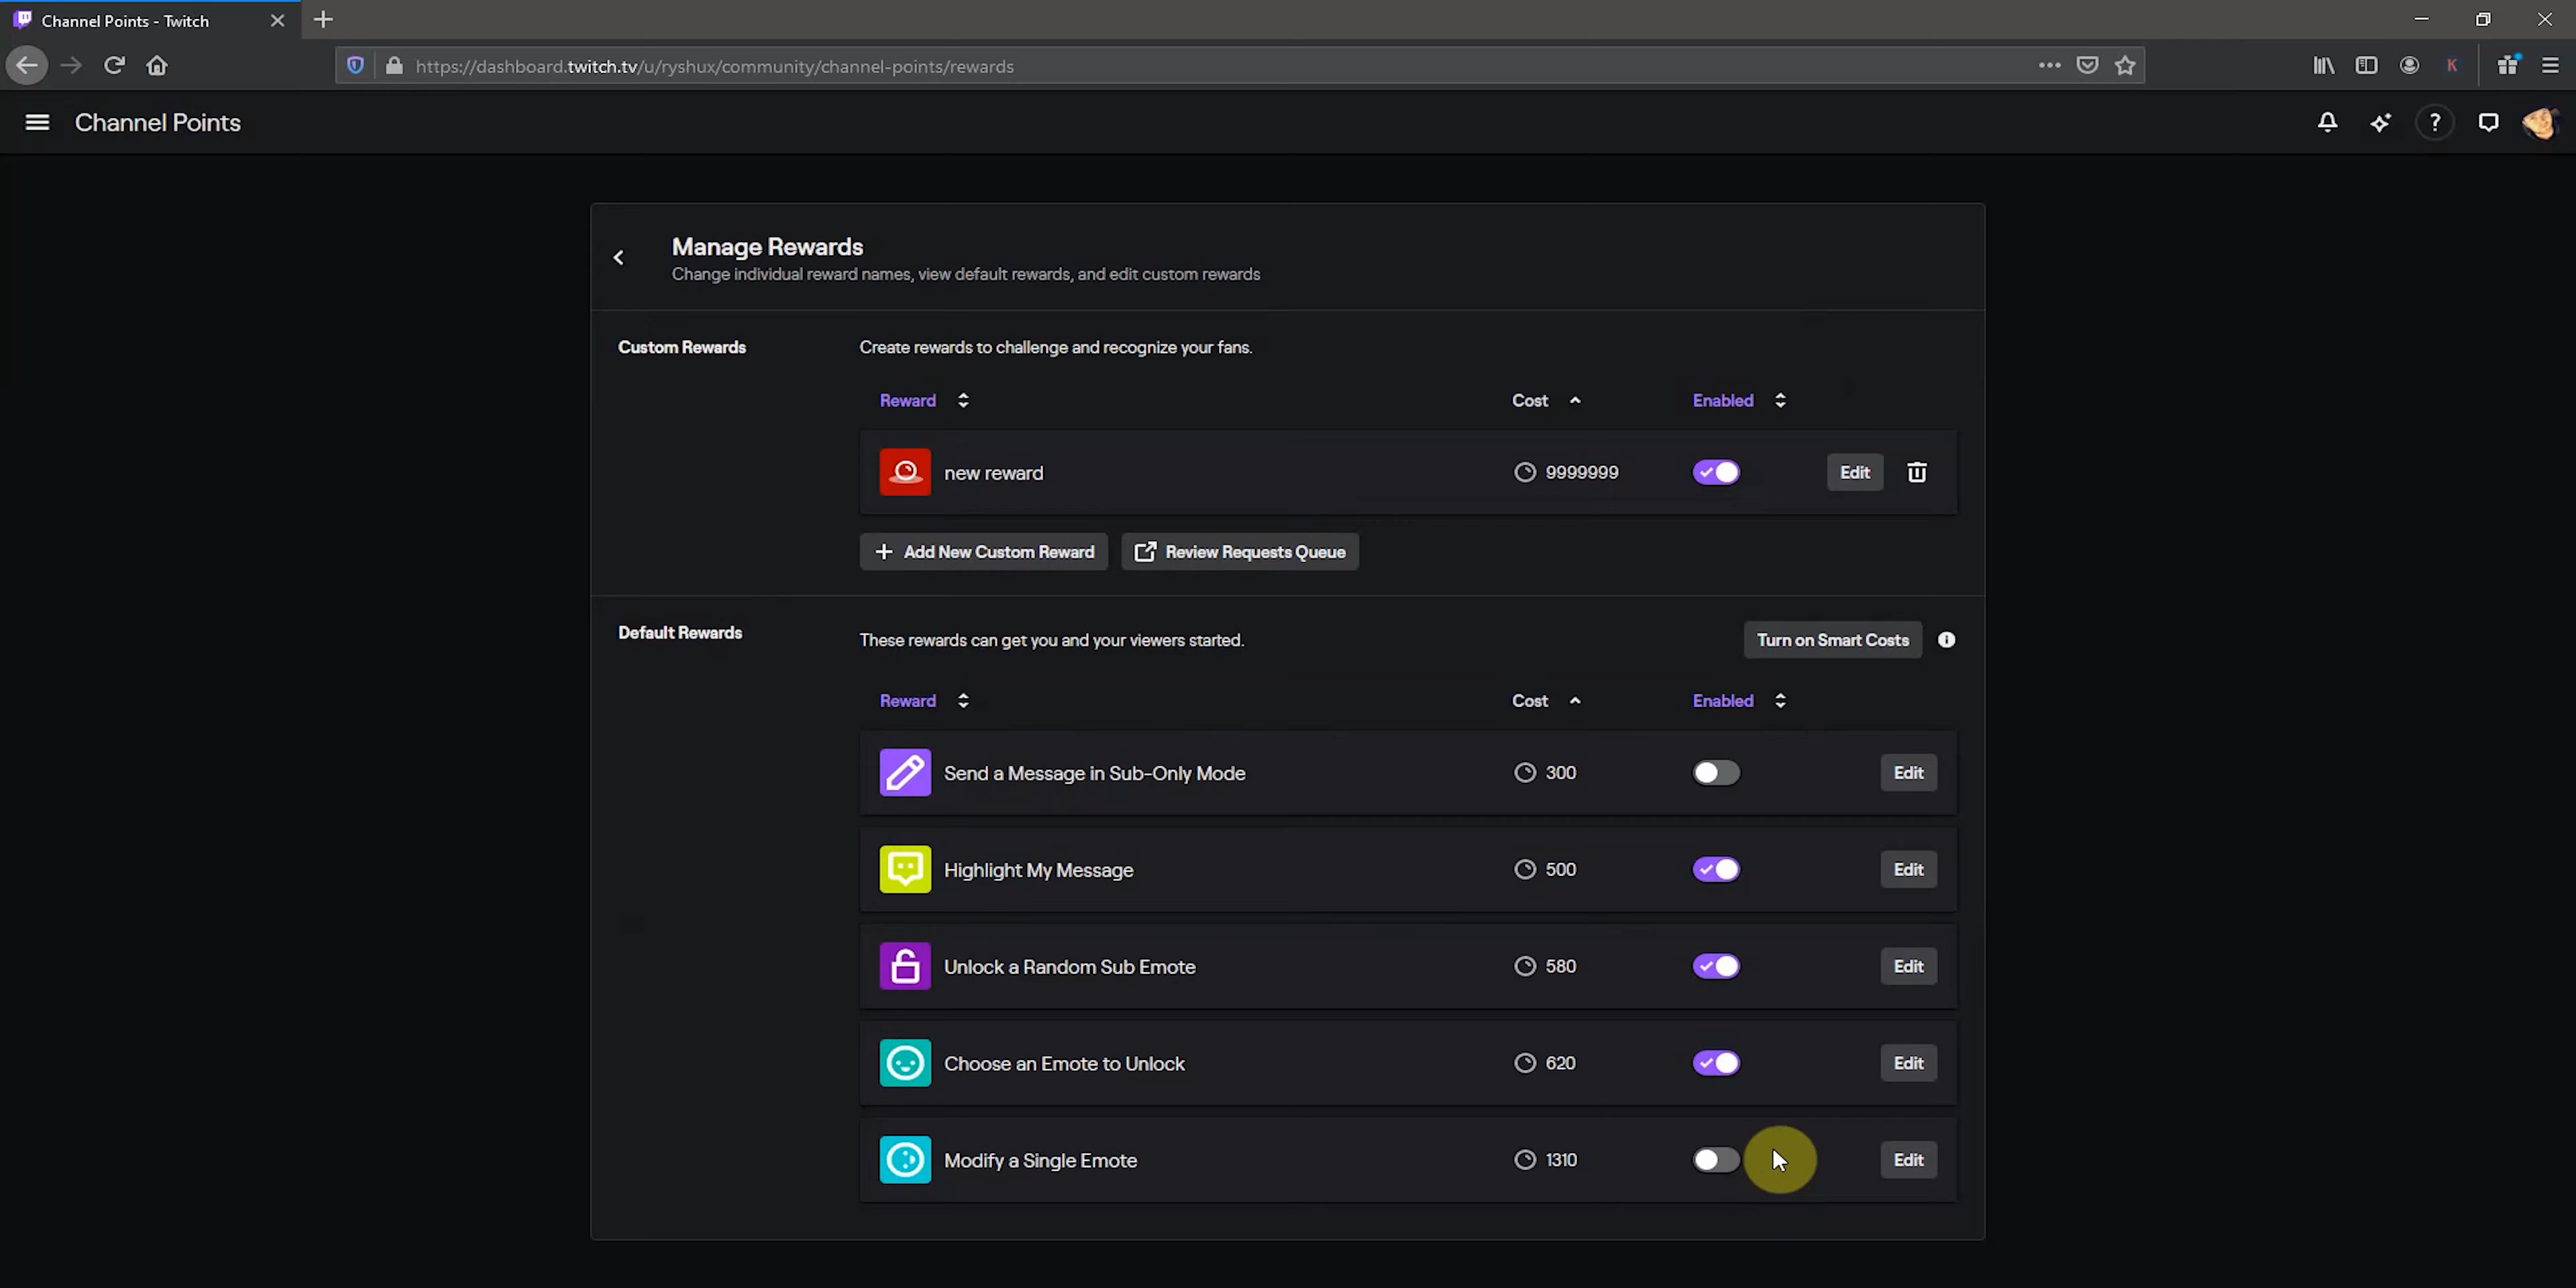 Channel Points - Twitch
https://dashboard.twitch.tv/u/ryshux/community/channel-points/rewards
K
Channel Points
?
Manage Rewards
Change individual reward names, view default rewards, and edit custom rewards
Custom Rewards
Create rewards to challenge and recognize your fans.
Reward Cost Enabled
new reward 9999999 Edit
Add New Custom Reward Review Requests Queue
Default Rewards
These rewards can get you and your viewers started.
Turn on Smart Costs
Reward Cost Enabled
Send a Message in Sub-Only Mode 300 Edit
Highlight My Message 500 Edit
Unlock a Random Sub Emote 580 Edit
Choose an Emote to Unlock 620 Edit
Modify a Single Emote 1310 Edit